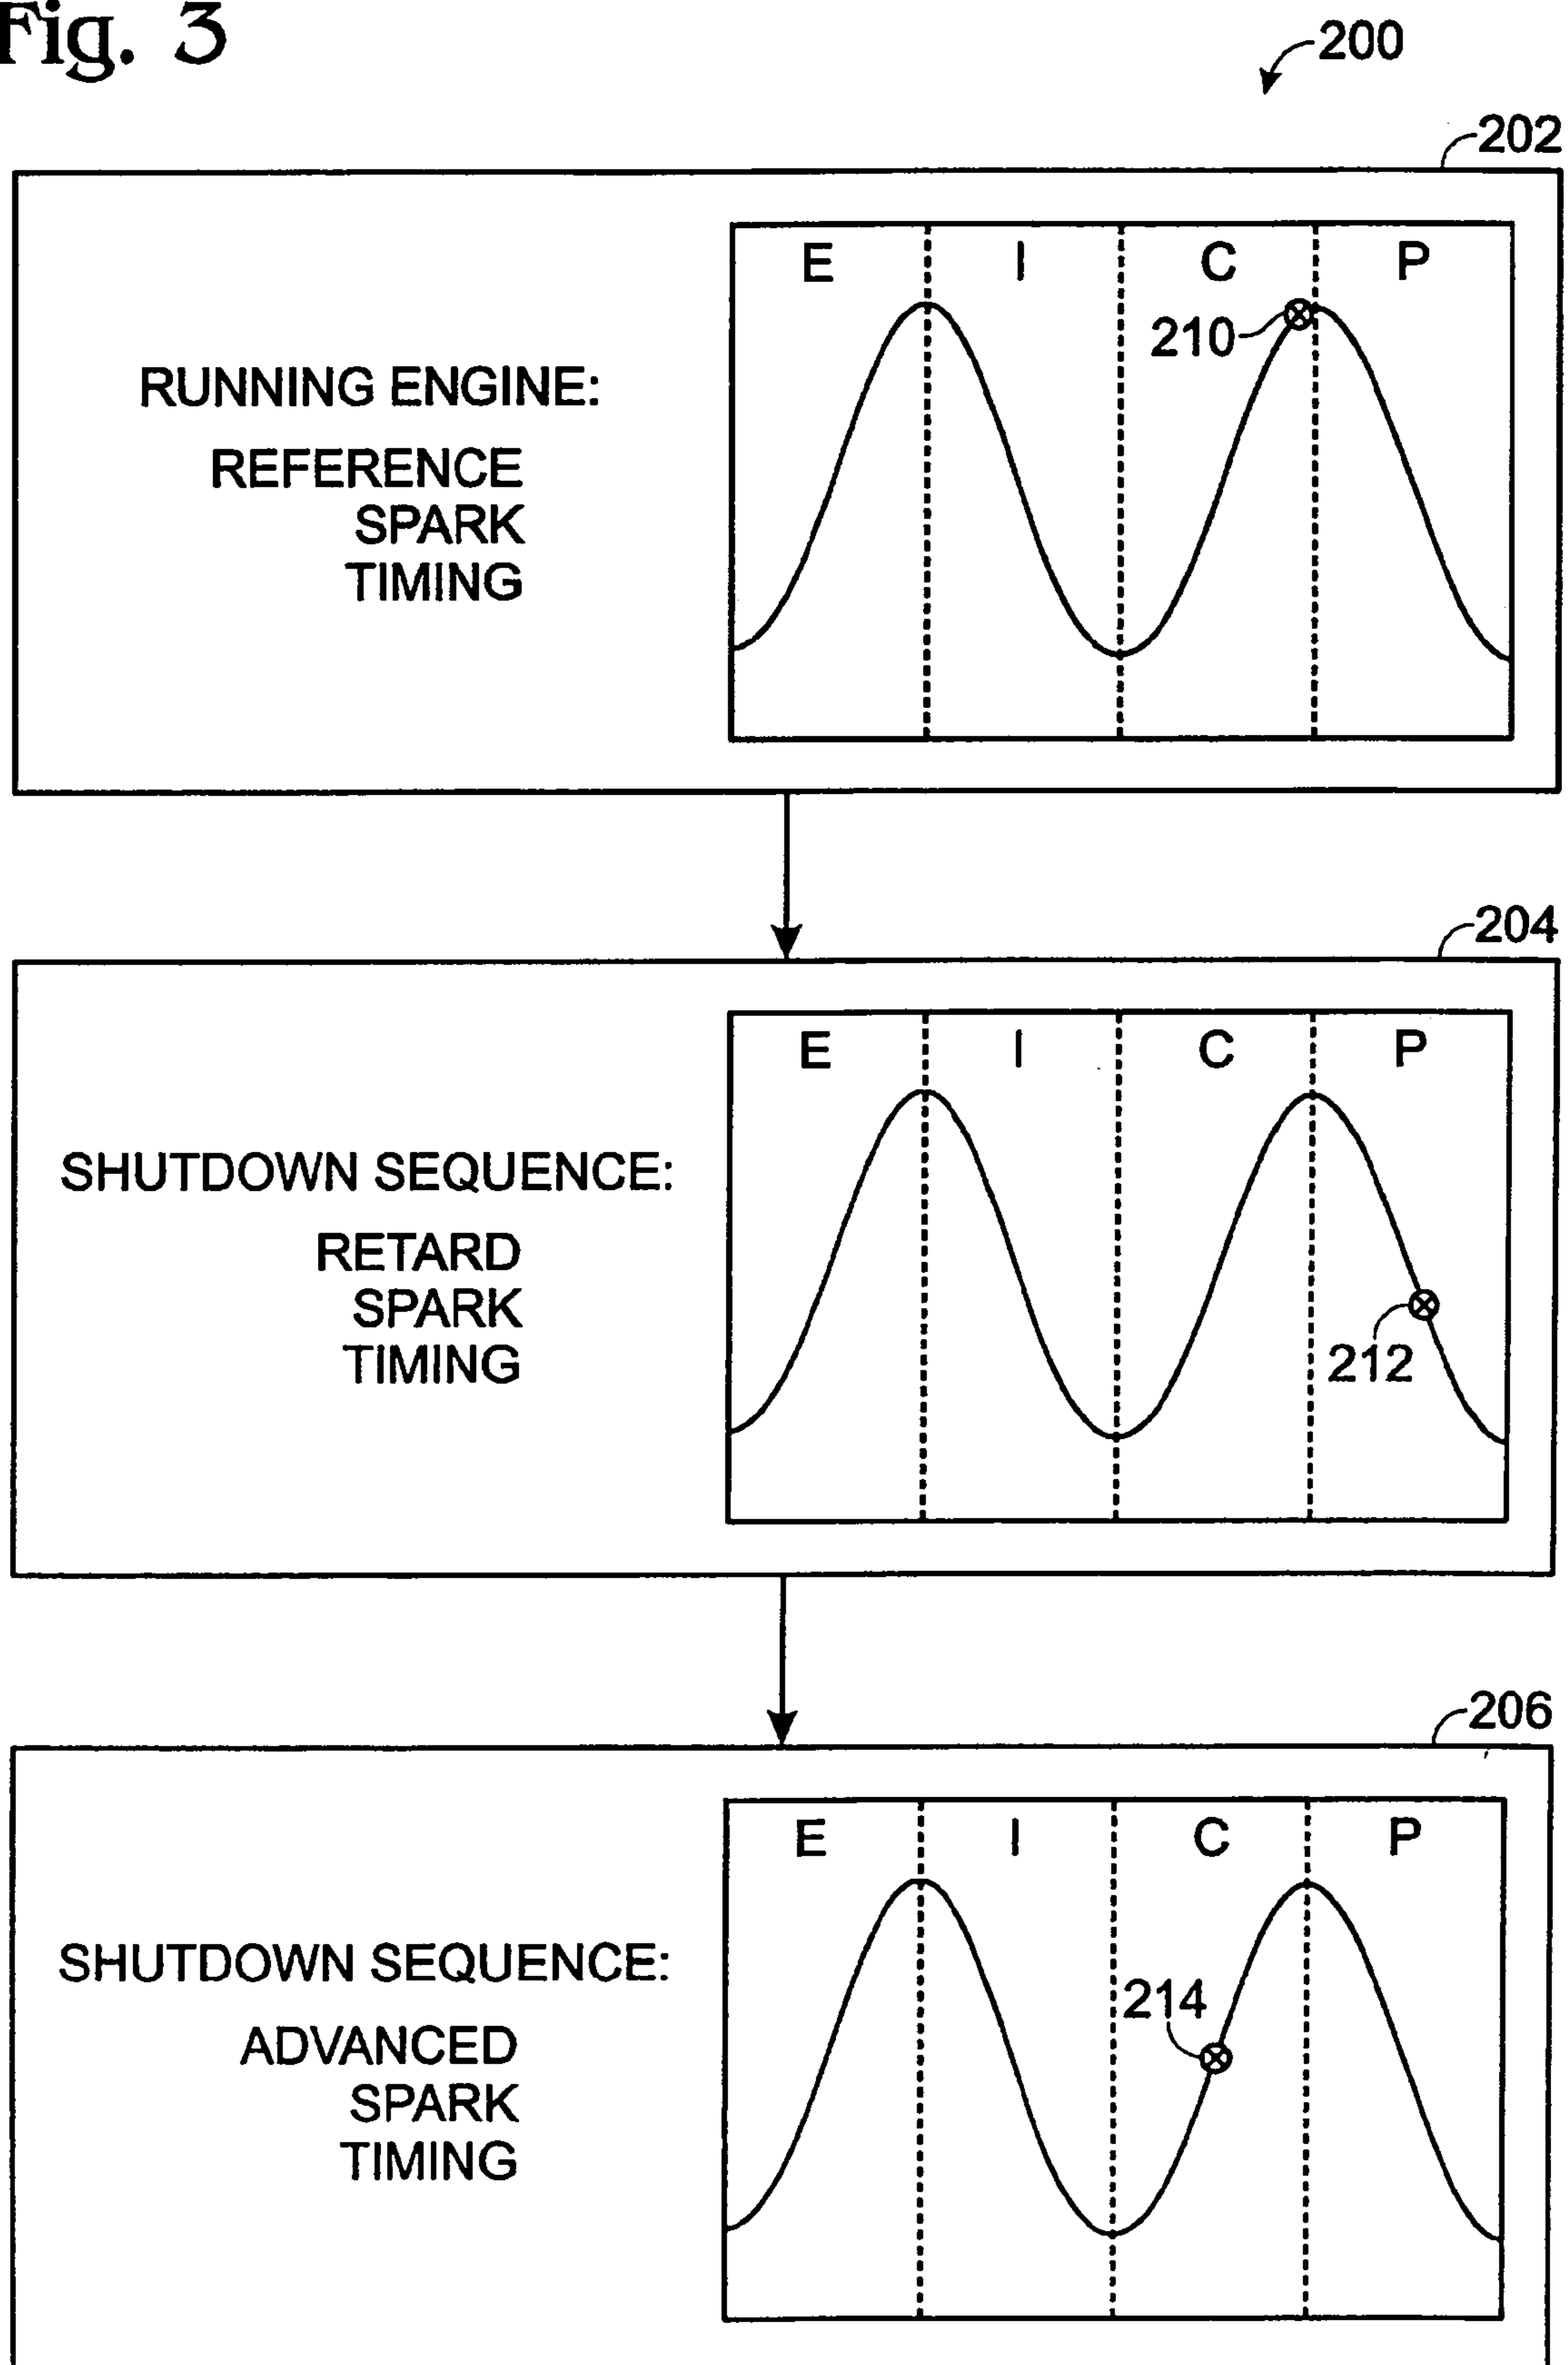 Fig. 3
200
202
E I C P
210
RUNNING ENGINE:
REFERENCE
SPARK
TIMING
204
E I C P
SHUTDOWN SEQUENCE:
RETARD
SPARK
TIMING
212
206
E I C P
SHUTDOWN SEQUENCE:
214
ADVANCED
SPARK
TIMING